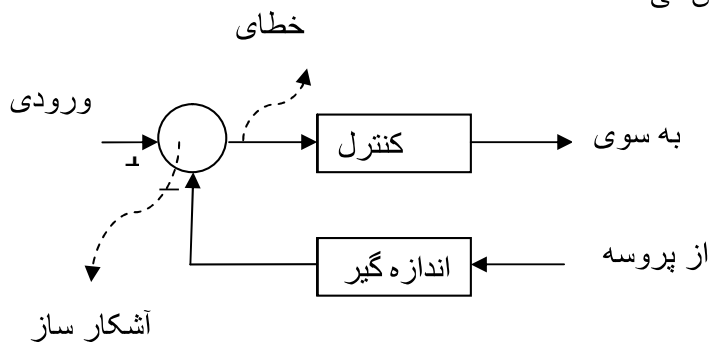 خطای
ورودی
کنترل
به سوی
اندازه گیر
از پروسه
آشکار ساز